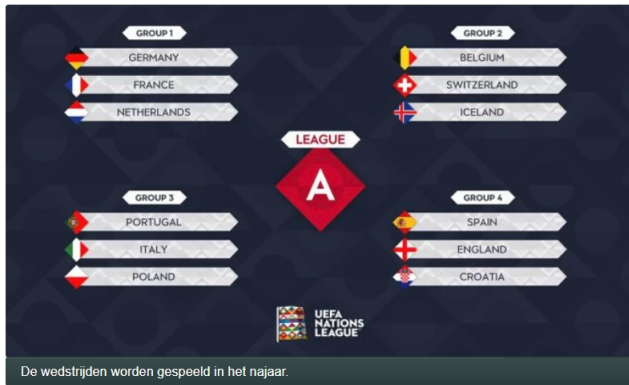 GROUP 1
GERMANY
FRANCE
NETHERLANDS
GROUP 2
BELGIUM
SWITZERLAND
ICELAND
LEAGUE
A
GROUP 3
PORTUGAL
ITALY
POLAND
GROUP 4
SPAIN
ENGLAND
CROATIA
UEFA
NATIONS
LEAGUE
De wedstrijden worden gespeeld in het najaar.